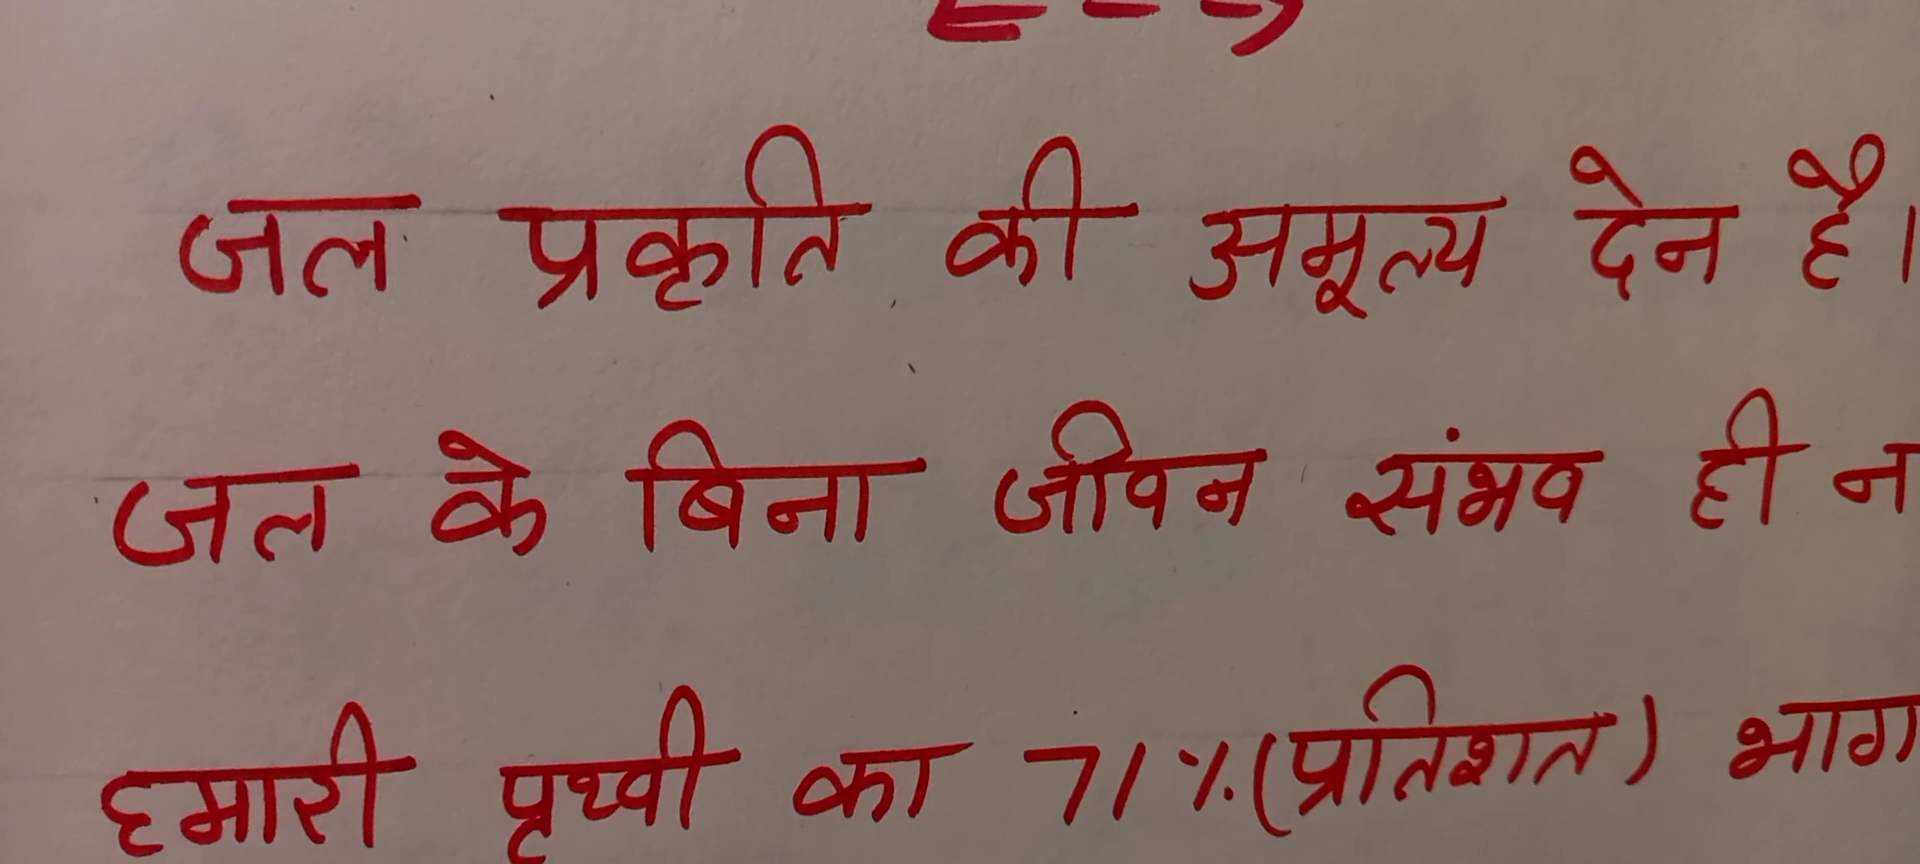 जल प्रकृति की अमूल्य देन है।
जल के बिना जीवन संभव ही न
हमारी पृथ्वी का 71%(प्रतिशत) भाग